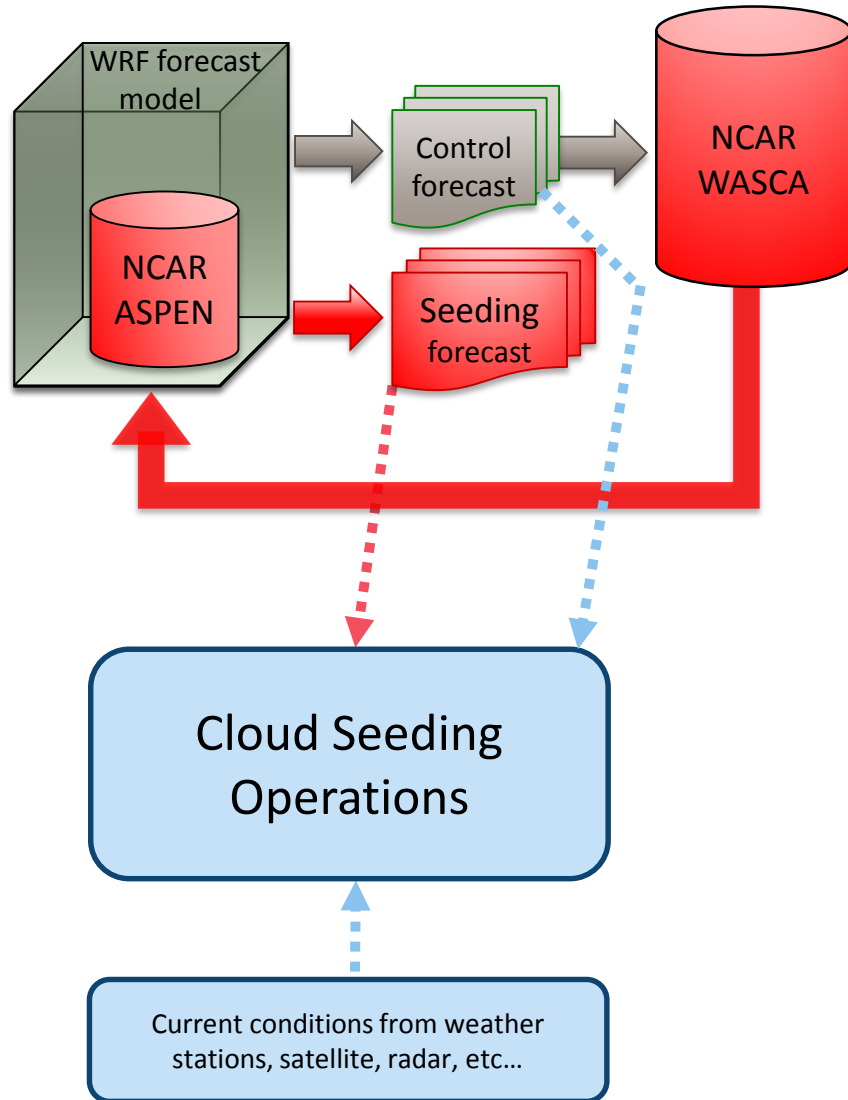 WRF forecast
model
NCAR
ASPEN
Control
forecast
NCAR
WASCA
Seeding
forecast
Cloud Seeding
Operations
Current conditions from weather
stations, satellite, radar, etc…